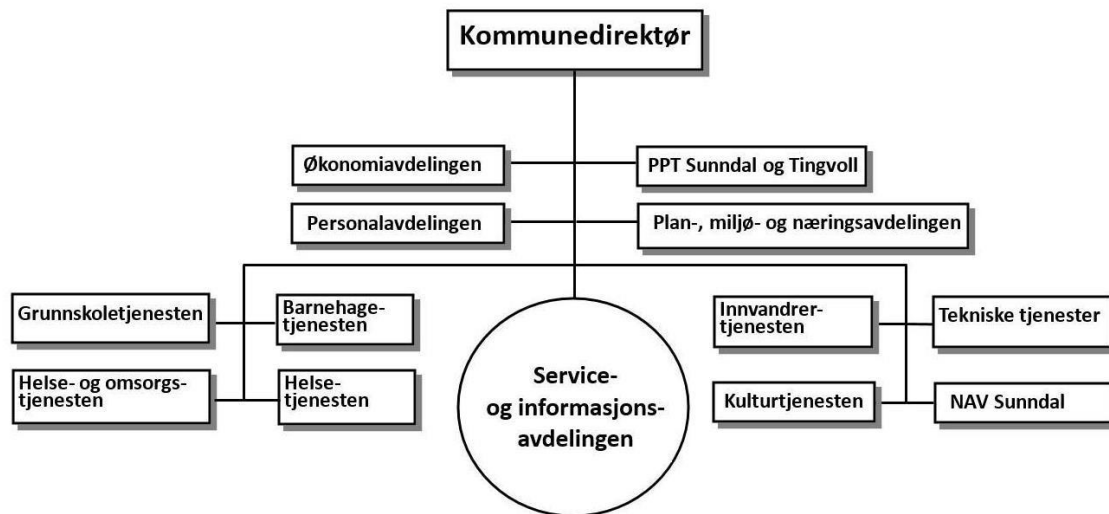 Kommunedirektør
Økonomiavdelingen
PPT Sunndal og Tingvoll
Personalavdelingen
Plan-, miljø- og næringsavdelingen
Grunnskoletjenesten
Barnehage-
tjenesten
Innvandrer-
tjenesten
Tekniske tjenester
Helse- og omsorgs-
tjenesten
Helse-
tjenesten
Service-
og informasjons-
avdelingen
Kulturtjenesten
NAV Sunndal